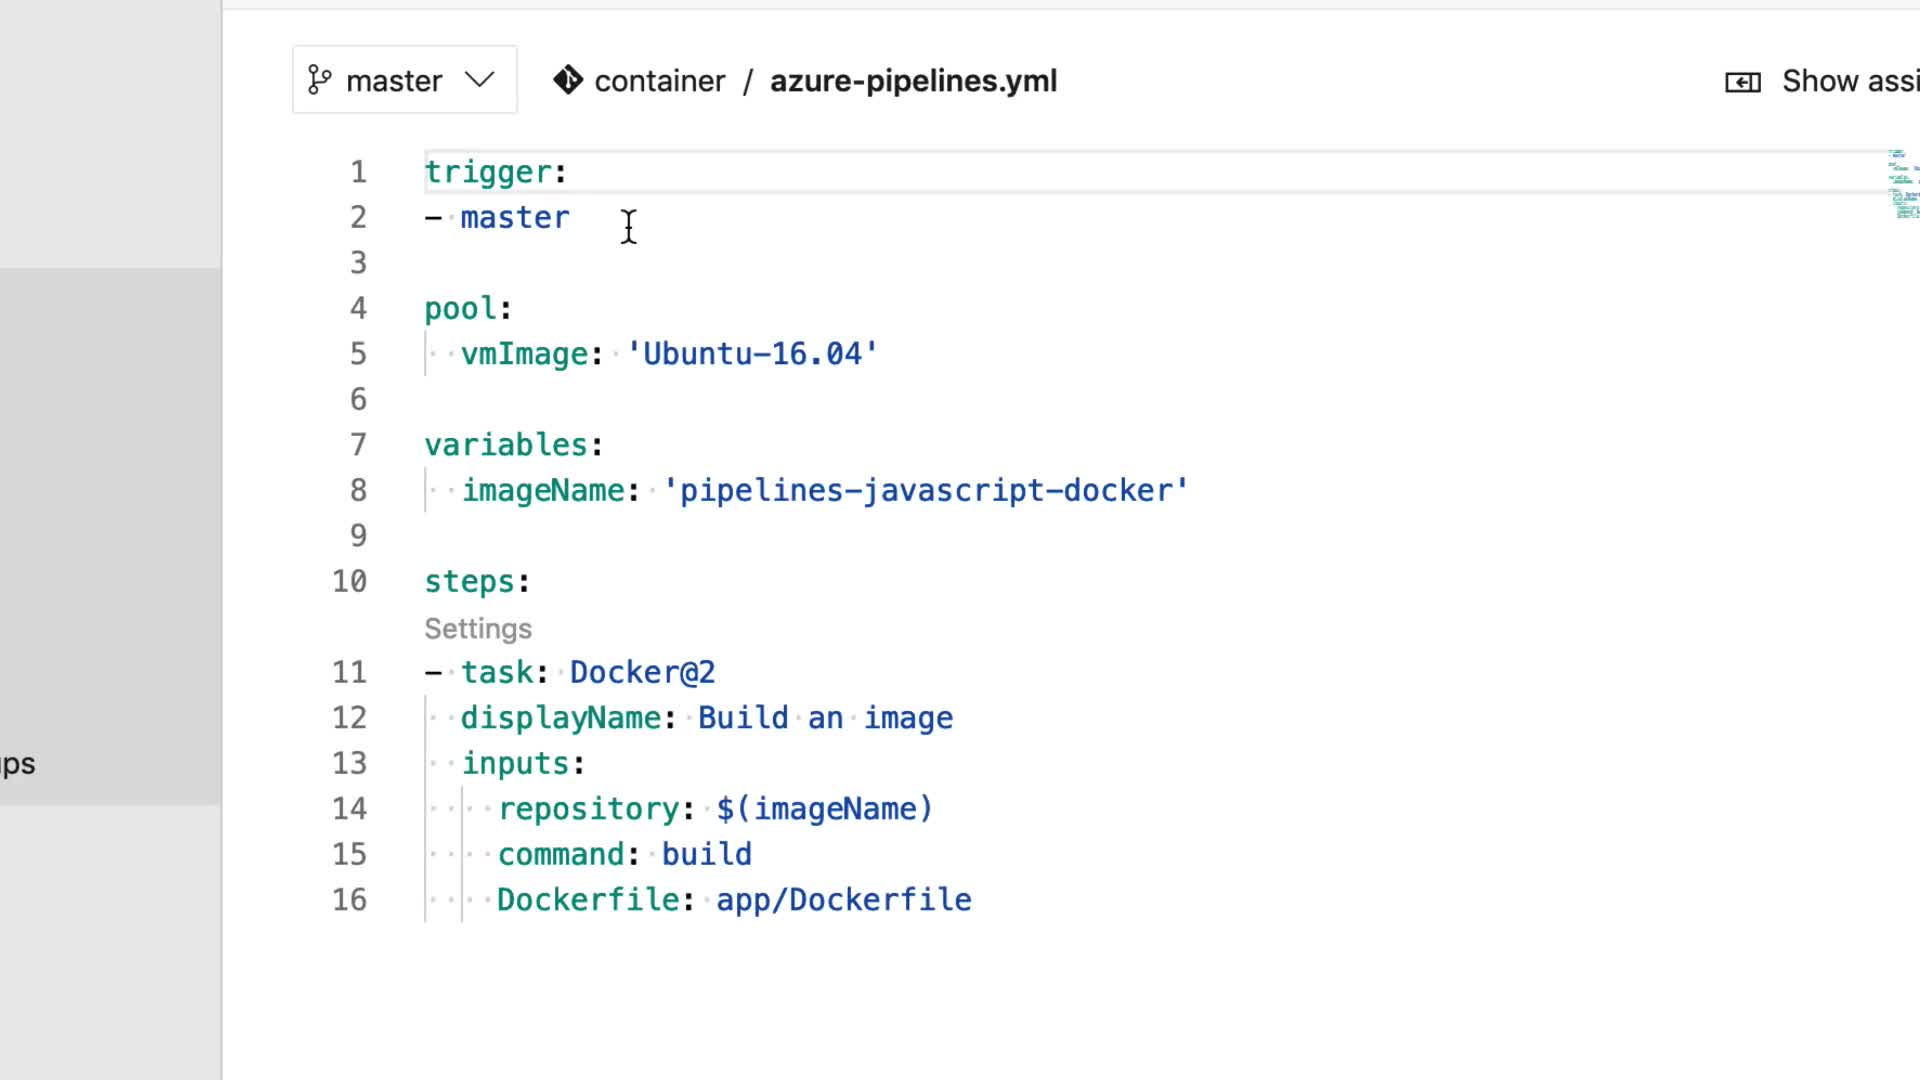 master
container / azure-pipelines.yml
Show assi
1 trigger:
2 - master
3
4 pool:
5 vmImage: 'Ubuntu-16.04'
6
7 variables:
8 imageName: 'pipelines-javascript-docker'
9
10 steps:
Settings
11 - task: Docker@2
12 displayName: Build an image
13 inputs:
ups
14 repository: $(imageName)
15 command: build
16 Dockerfile: app/Dockerfile